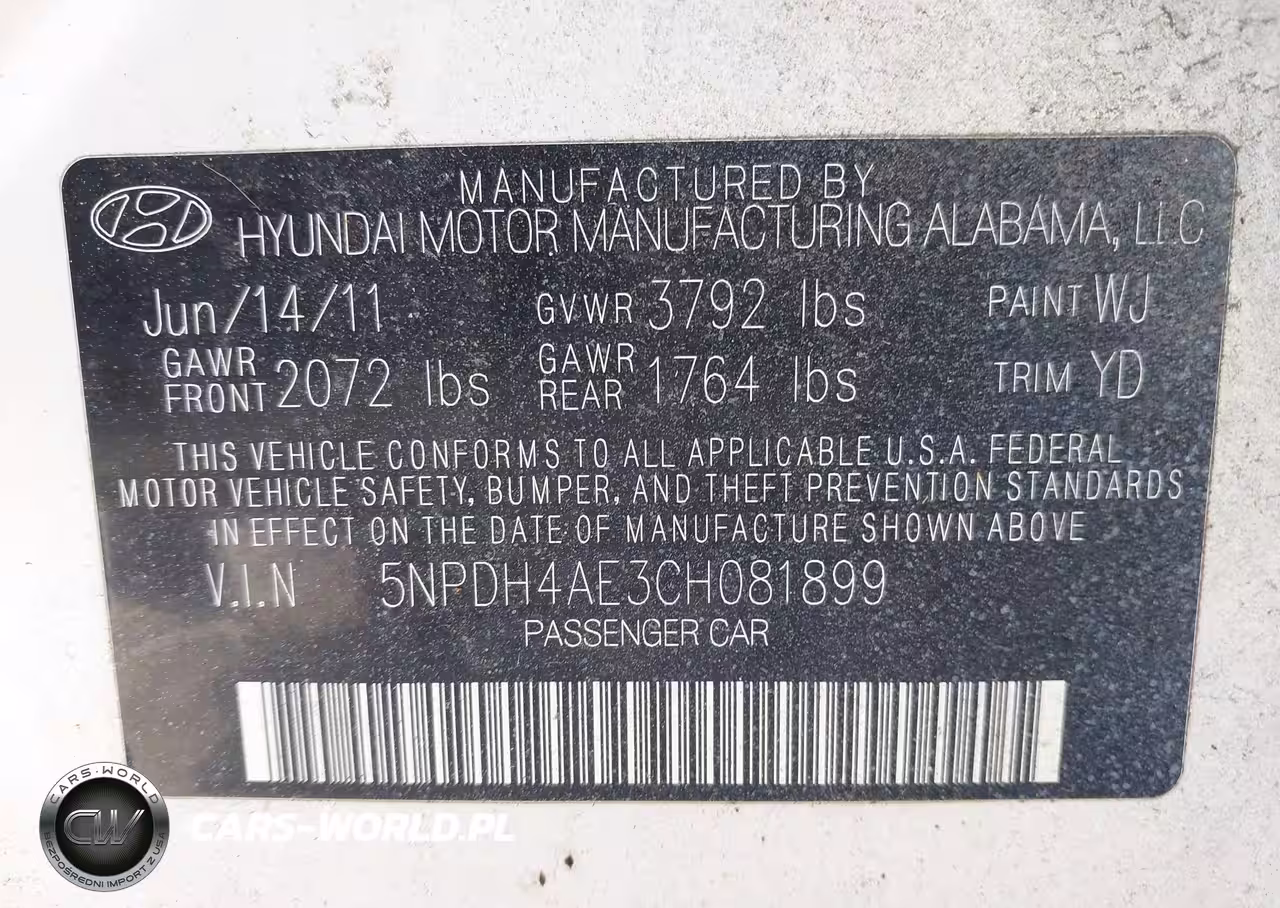 MANUFACTURED BY
HYUNDAI MOTOR MANUFACTURING ALABAMA, LLC
Jun/14/11 GVWR 3792 lbs PAINT WJ
GAWR FRONT 2072 lbs GAWR REAR 1764 lbs TRIM YD
THIS VEHICLE CONFORMS TO ALL APPLICABLE U.S.A. FEDERAL
MOTOR VEHICLE SAFETY, BUMPER, AND THEFT PREVENTION STANDARDS
IN EFFECT ON THE DATE OF MANUFACTURE SHOWN ABOVE
V.I.N 5NPDH4AE3CH081899
PASSENGER CAR
CARS-WORLD
CW
BEZPOŚREDNI IMPORT Z USA
CARS-WORLD.PL